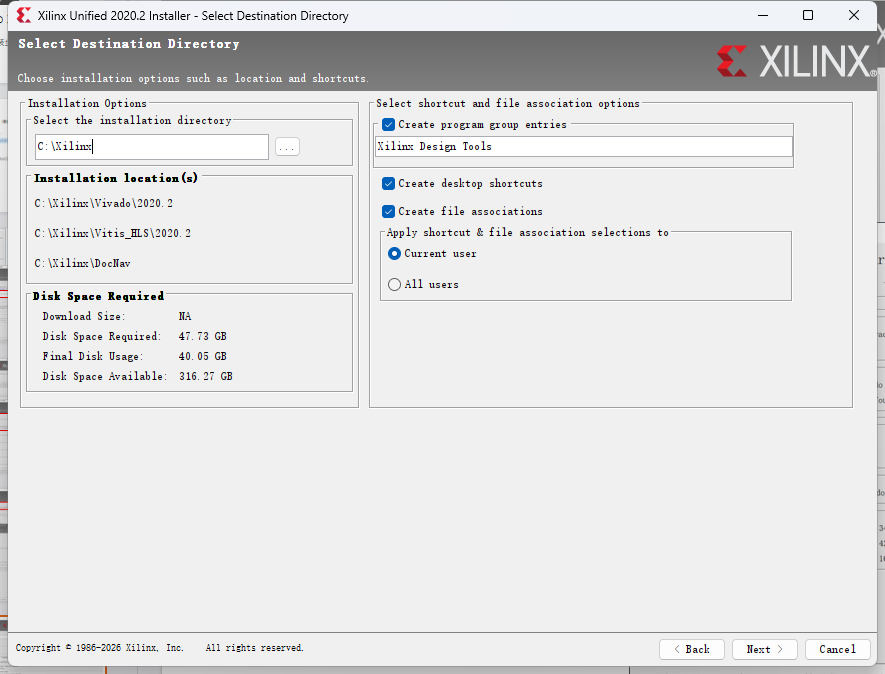 Xilinx Unified 2020.2 Installer - Select Destination Directory
Select Destination Directory
Choose installation options such as location and shortcuts.
XILINX®
Installation Options
Select the installation directory
C:\Xilinx
...
Installation location(s)
C:\Xilinx\Vivado\2020.2
C:\Xilinx\Vitis_HLS\2020.2
C:\Xilinx\DocNav
Disk Space Required
Download Size: NA
Disk Space Required: 47.73 GB
Final Disk Usage: 40.05 GB
Disk Space Available: 316.27 GB
Select shortcut and file association options
Create program group entries
Xilinx Design Tools
Create desktop shortcuts
Create file associations
Apply shortcut & file association selections to
Current user
All users
Copyright © 1986-2026 Xilinx, Inc. All rights reserved.
< Back
Next >
Cancel